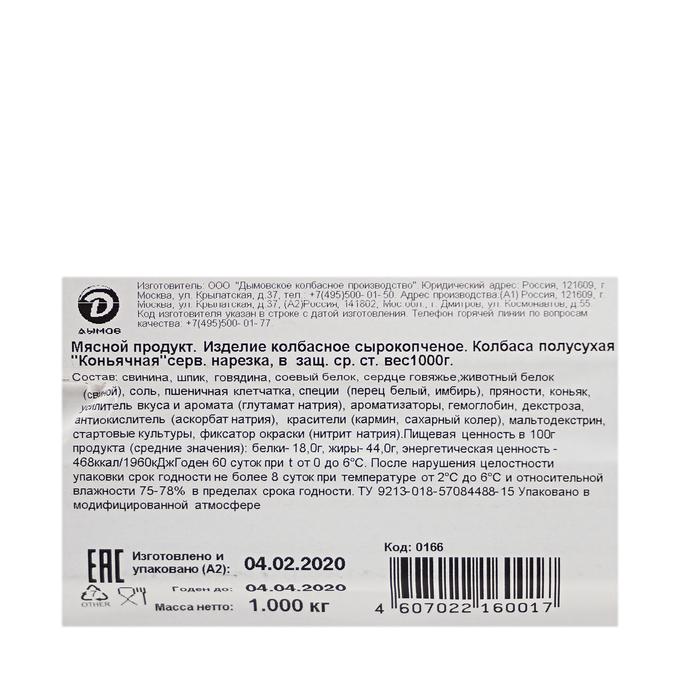 Изготовитель: ООО "Дымовское колбасное производство" Юридический адрес: Россия, 121609, г.
Москва, ул. Крылатская, д.37, тел.: +7(495)500- 01- 50. Адрес производства:(А1) Россия, 121609, г.
Москва, ул. Крылатская, д.37, (А2)Россия, 141802, Мос.обл., г. Дмитров, ул. Космонавтов, д.55.
Код изготовителя указан в строке с датой изготовления. Телефон горячей линии по вопросам
качества: +7(495)500- 01- 77.
Д
ДЫМОВ
Мясной продукт. Изделие колбасное сырокопченое. Колбаса полусухая
"Коньячная"серв. нарезка, в защ. ср. ст. вес1000г.
Состав: свинина, шпик, говядина, соевый белок, сердце говяжье,животный белок
(свиной), соль, пшеничная клетчатка, специи (перец белый, имбирь), пряности, коньяк,
усилитель вкуса и аромата (глутамат натрия), ароматизаторы, гемоглобин, декстроза,
антиокислитель (аскорбат натрия), красители (кармин, сахарный колер), мальтодекстрин,
стартовые культуры, фиксатор окраски (нитрит натрия).Пищевая ценность в 100г
продукта (средние значения): белки- 18,0г, жиры- 44,0г, энергетическая ценность -
468ккал/1960кДжГоден 60 суток при t от 0 до 6°С. После нарушения целостности
упаковки срок годности не более 8 суток при температуре от 2°С до 6°С и относительной
влажности 75-78% в пределах срока годности. ТУ 9213-018-57084488-15 Упаковано в
модифицированной атмосфере
Код: 0166
ЕАС
Изготовлено и
упаковано (А2): 04.02.2020
Годен до: 04.04.2020
7
OTHER
Масса нетто: 1.000 кг
4 607022 160017